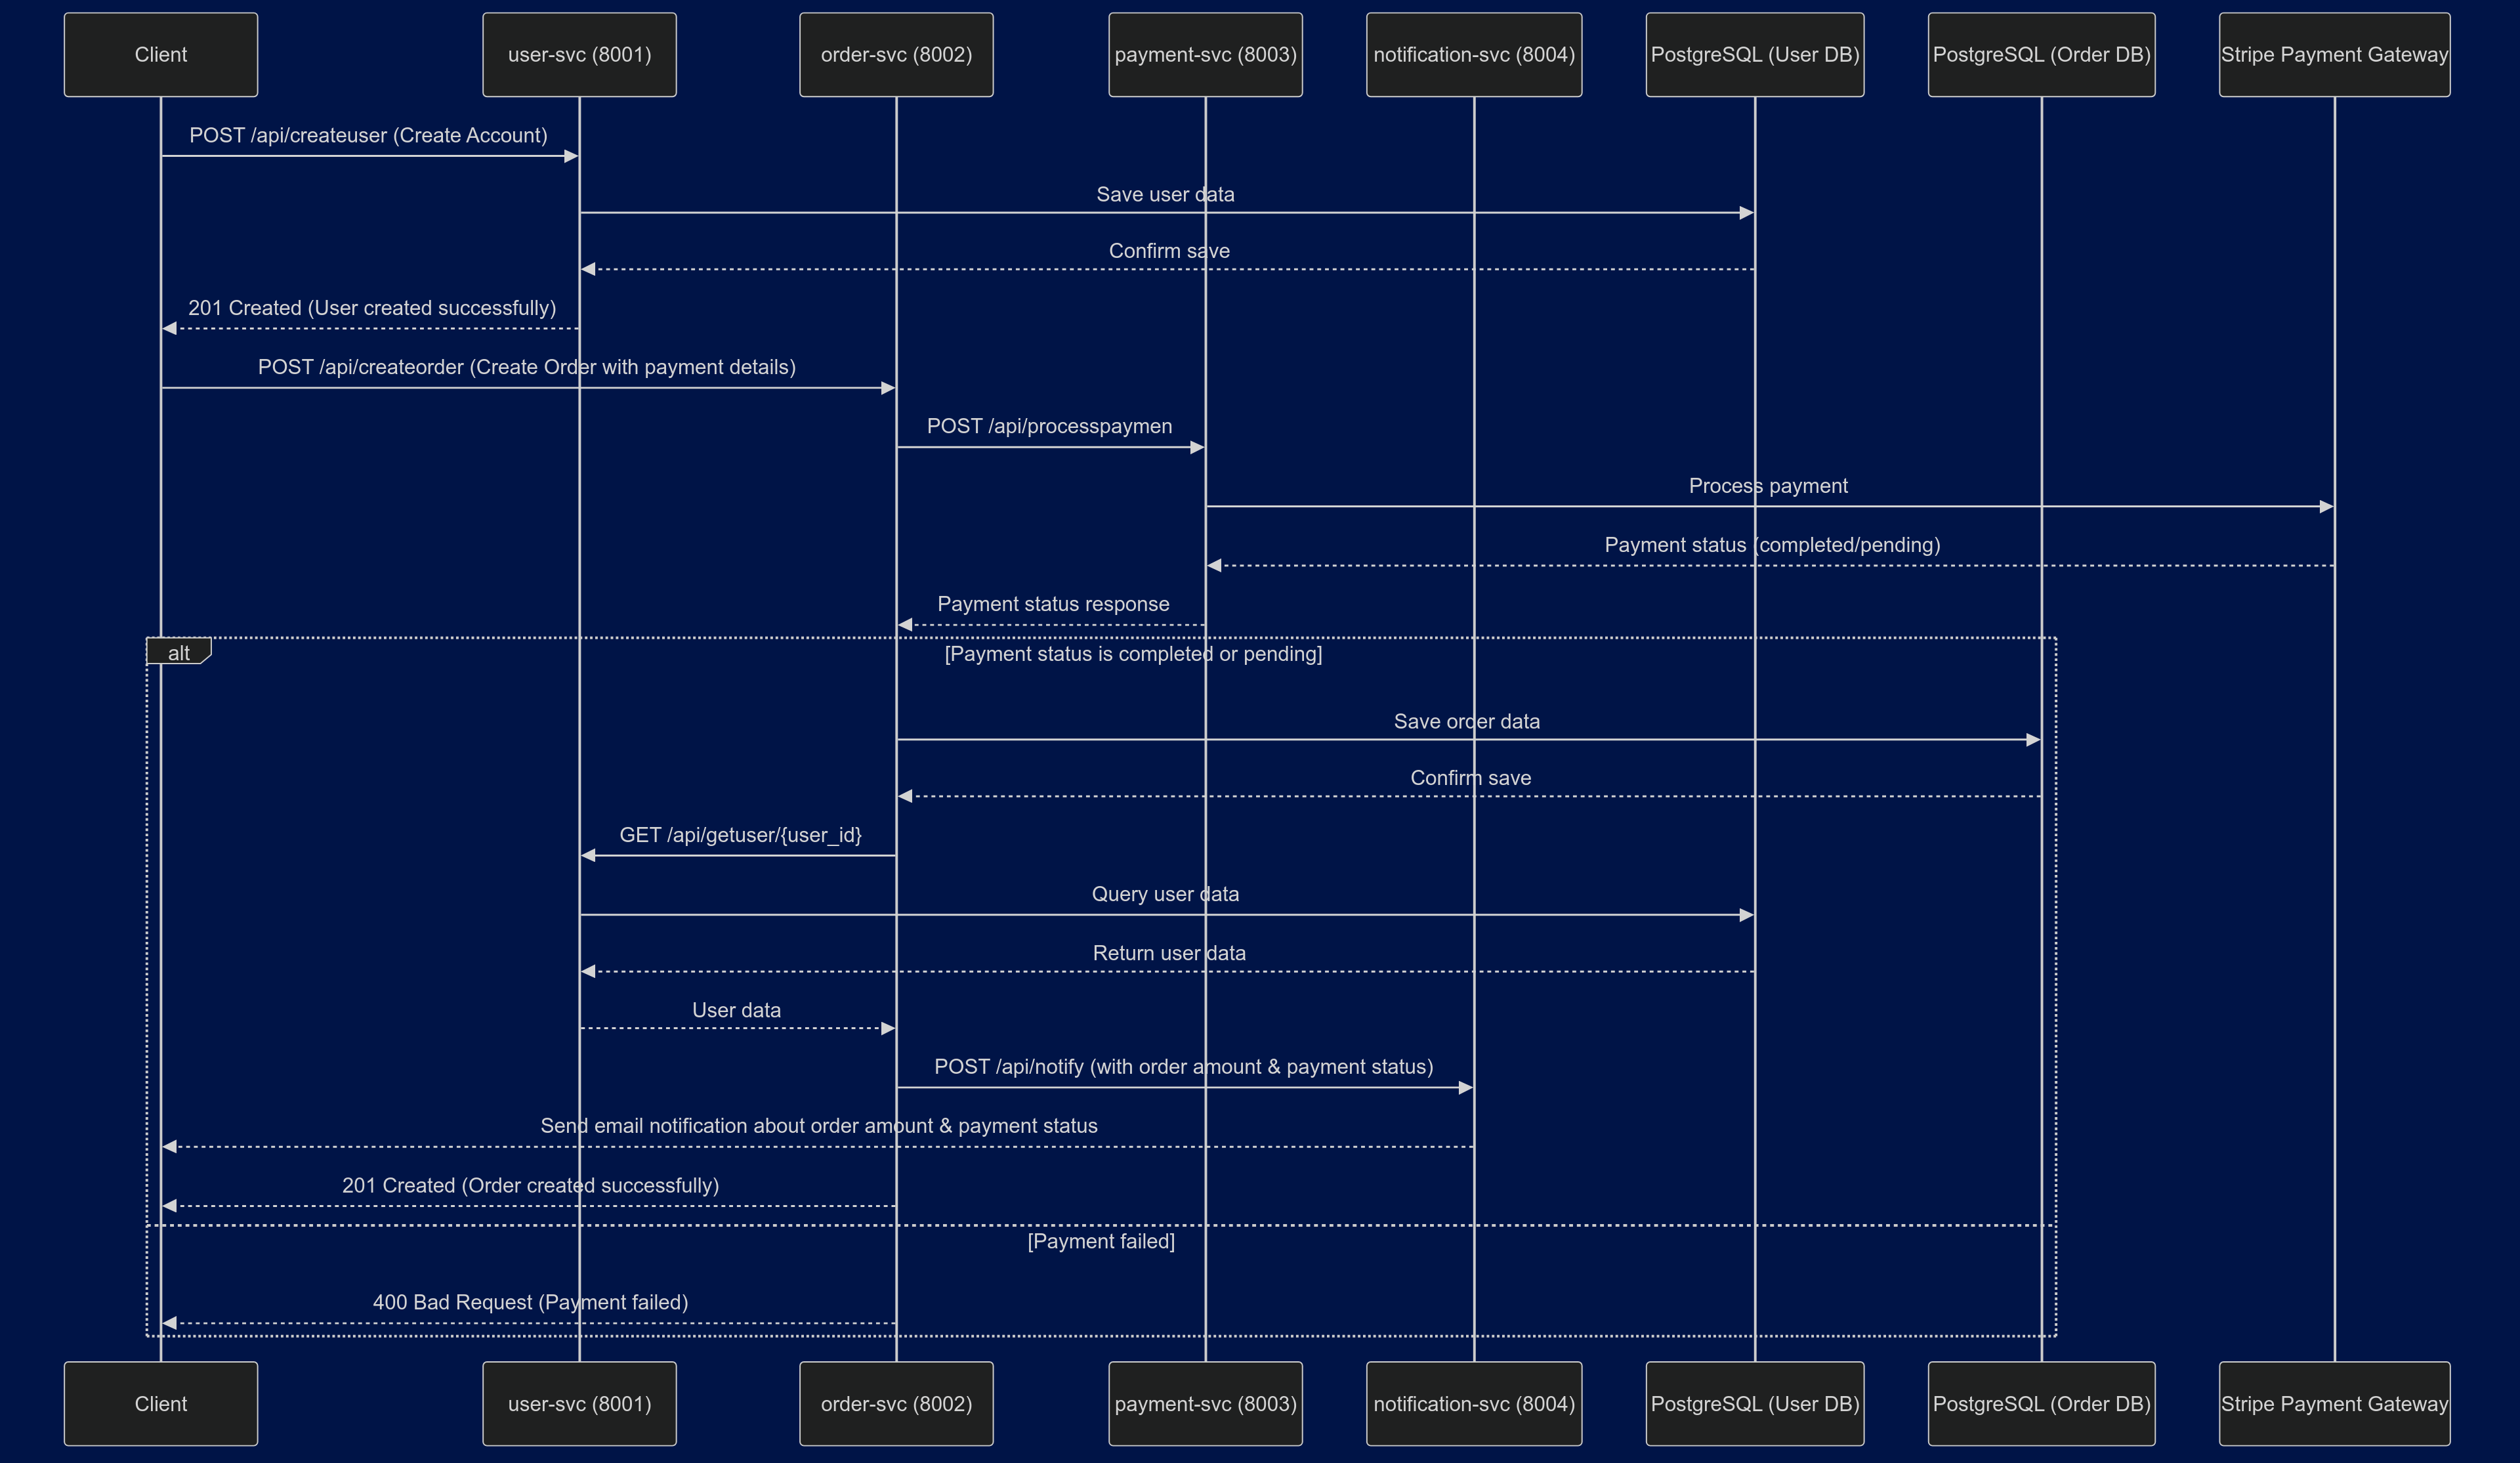 Client
user-svc (8001)
order-svc (8002)
payment-svc (8003)
notification-svc (8004)
PostgreSQL (User DB)
PostgreSQL (Order DB)
Stripe Payment Gateway
POST /api/createuser (Create Account)
Save user data
Confirm save
201 Created (User created successfully)
POST /api/createorder (Create Order with payment details)
POST /api/processpaymen
Process payment
Payment status (completed/pending)
Payment status response
alt
[Payment status is completed or pending]
Save order data
Confirm save
GET /api/getuser/{user_id}
Query user data
Return user data
User data
POST /api/notify (with order amount & payment status)
Send email notification about order amount & payment status
201 Created (Order created successfully)
[Payment failed]
400 Bad Request (Payment failed)
Client
user-svc (8001)
order-svc (8002)
payment-svc (8003)
notification-svc (8004)
PostgreSQL (User DB)
PostgreSQL (Order DB)
Stripe Payment Gateway